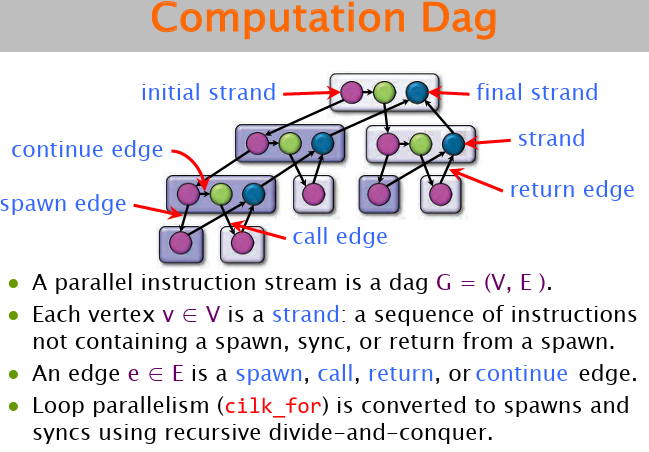 Computation Dag
initial strand
final strand
strand
continue edge
return edge
spawn edge
call edge
• A parallel instruction stream is a dag G = (V, E ).
• Each vertex v ∈ V is a strand: a sequence of instructions
not containing a spawn, sync, or return from a spawn.
• An edge e ∈ E is a spawn, call, return, or continue edge.
• Loop parallelism (cilk_for) is converted to spawns and
syncs using recursive divide-and-conquer.